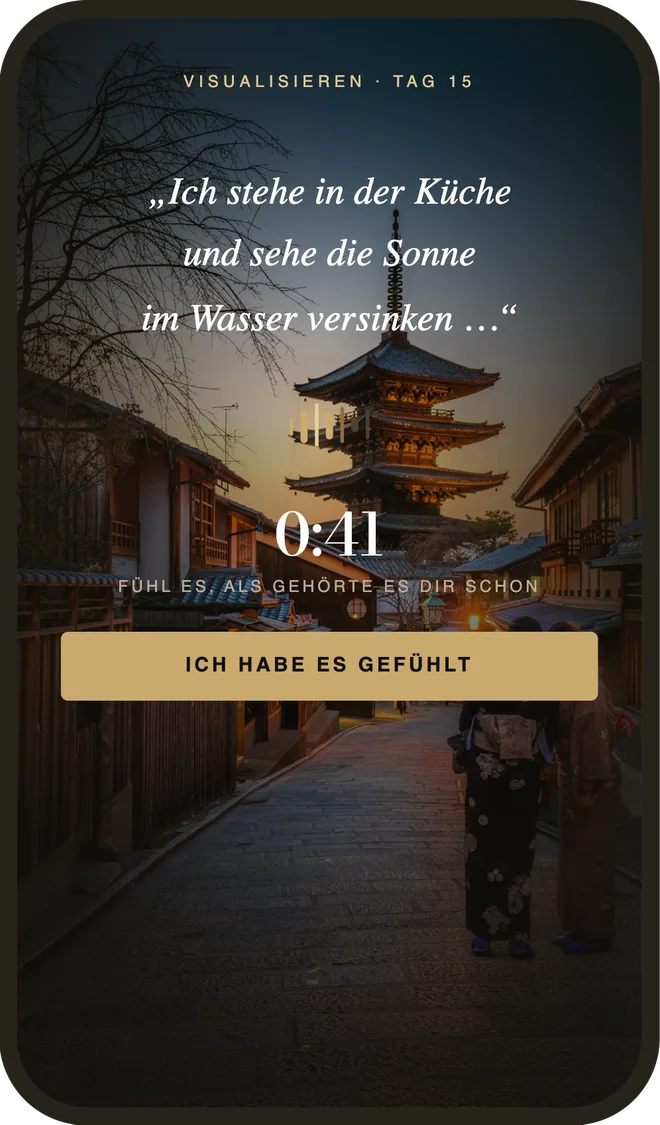 VISUALISIEREN · TAG 15
„Ich stehe in der Küche
und sehe die Sonne
im Wasser versinken …“
0:41
FÜHL ES, ALS GEHÖRTE ES DIR SCHON
ICH HABE ES GEFÜHLT